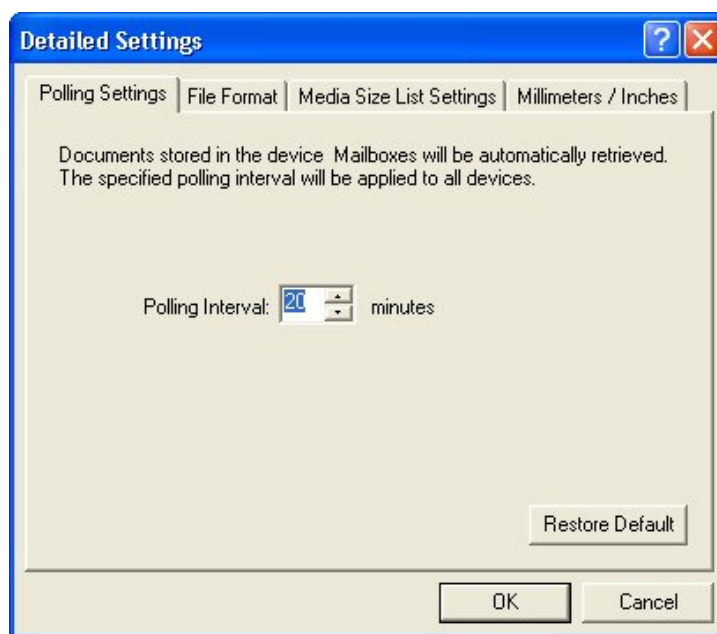 Detailed Settings
Polling Settings File Format Media Size List Settings Millimeters / Inches
Documents stored in the device Mailboxes will be automatically retrieved.
The specified polling interval will be applied to all devices.
Polling Interval: 20 minutes
Restore Default
OK Cancel